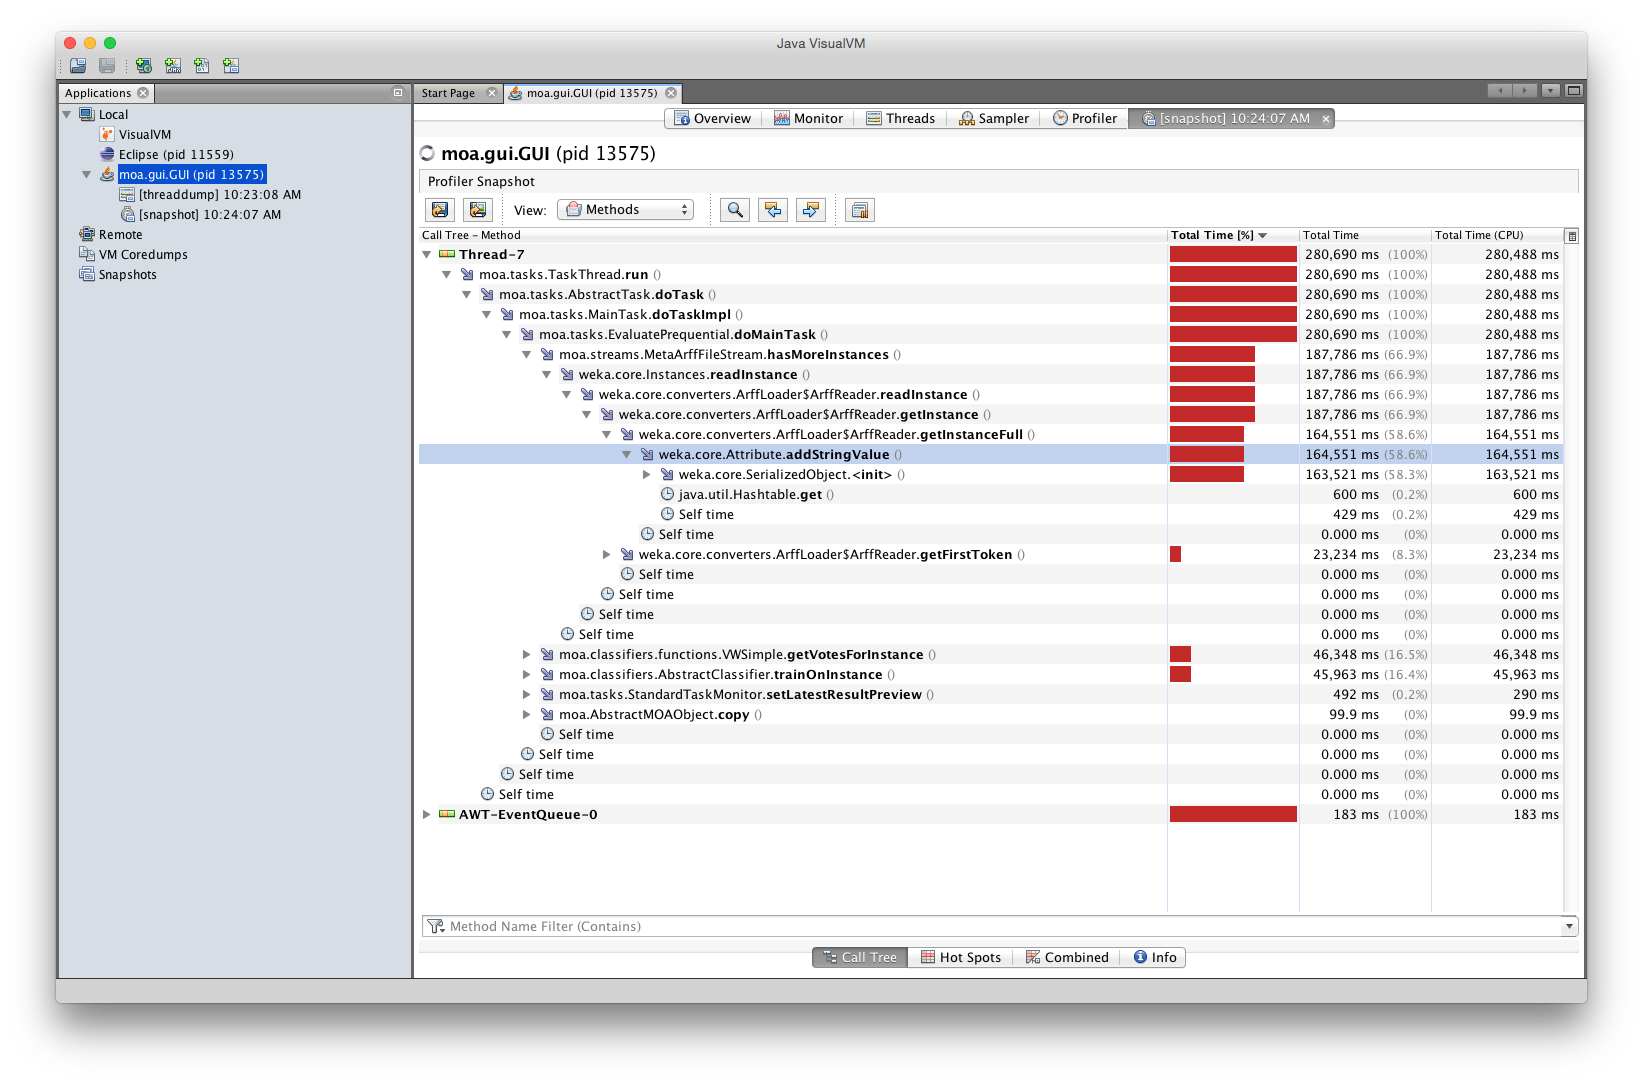 Java VisualVM
Applications
Local
VisualVM
Eclipse (pid 11559)
moa.gui.GUI (pid 13575)
[threaddump] 10:23:08 AM
[snapshot] 10:24:07 AM
Remote
VM Coredumps
Snapshots
Start Page
moa.gui.GUI (pid 13575)
Overview Monitor Threads Sampler Profiler [snapshot] 10:24:07 AM
moa.gui.GUI (pid 13575)
Profiler Snapshot
View: Methods
Call Tree - Method Total Time [%] Total Time Total Time (CPU)
Thread-7 280,690 ms (100%) 280,488 ms
moa.tasks.TaskThread.run () 280,690 ms (100%) 280,488 ms
moa.tasks.AbstractTask.doTask () 280,690 ms (100%) 280,488 ms
moa.tasks.MainTask.doTaskImpl () 280,690 ms (100%) 280,488 ms
moa.tasks.EvaluatePrequential.doMainTask () 280,690 ms (100%) 280,488 ms
moa.streams.MetaArffFileStream.hasMoreInstances () 187,786 ms (66.9%) 187,786 ms
weka.core.Instances.readInstance () 187,786 ms (66.9%) 187,786 ms
weka.core.converters.ArffLoader$ArffReader.readInstance () 187,786 ms (66.9%) 187,786 ms
weka.core.converters.ArffLoader$ArffReader.getInstance () 187,786 ms (66.9%) 187,786 ms
weka.core.converters.ArffLoader$ArffReader.getInstanceFull () 164,551 ms (58.6%) 164,551 ms
weka.core.Attribute.addStringValue () 164,551 ms (58.6%) 164,551 ms
weka.core.SerializedObject.<init> () 163,521 ms (58.3%) 163,521 ms
java.util.Hashtable.get () 600 ms (0.2%) 600 ms
Self time 429 ms (0.2%) 429 ms
Self time 0.000 ms (0%) 0.000 ms
weka.core.converters.ArffLoader$ArffReader.getFirstToken () 23,234 ms (8.3%) 23,234 ms
Self time 0.000 ms (0%) 0.000 ms
Self time 0.000 ms (0%) 0.000 ms
Self time 0.000 ms (0%) 0.000 ms
Self time 0.000 ms (0%) 0.000 ms
moa.classifiers.functions.VWSimple.getVotesForInstance () 46,348 ms (16.5%) 46,348 ms
moa.classifiers.AbstractClassifier.trainOnInstance () 45,963 ms (16.4%) 45,963 ms
moa.tasks.StandardTaskMonitor.setLatestResultPreview () 492 ms (0.2%) 290 ms
moa.AbstractMOAObject.copy () 99.9 ms (0%) 99.9 ms
Self time 0.000 ms (0%) 0.000 ms
Self time 0.000 ms (0%) 0.000 ms
Self time 0.000 ms (0%) 0.000 ms
Self time 0.000 ms (0%) 0.000 ms
AWT-EventQueue-0 183 ms (100%) 183 ms
Method Name Filter (Contains)
Call Tree Hot Spots Combined Info